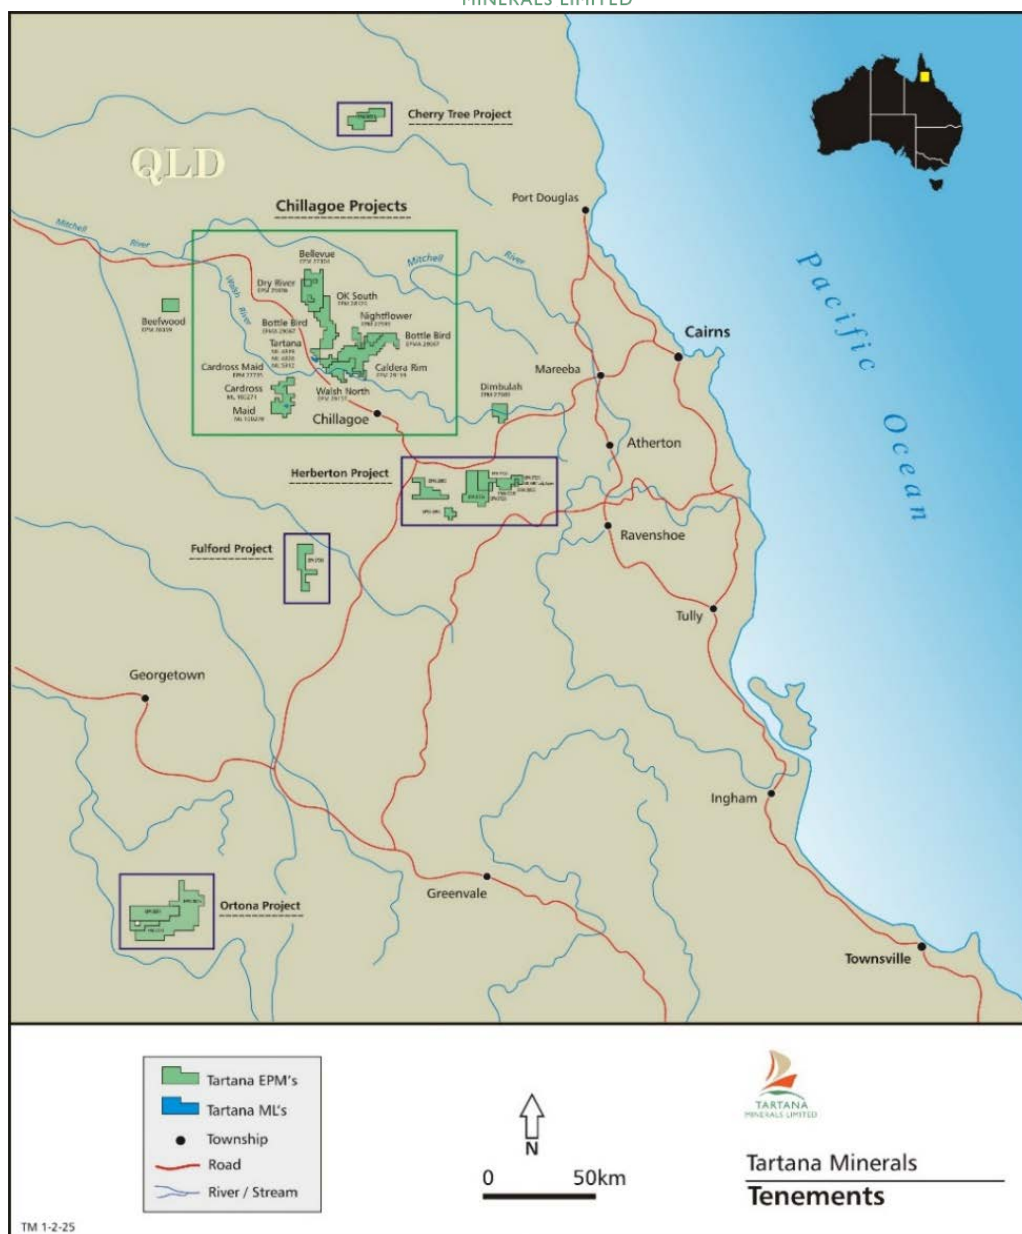 MINERALS LIMITED
Cherry Tree Project
QLD
Port Douglas
Chillagoe Projects
Mitchell
River
Mitchell
River
Walsh
River
Bellevue
Dry River
OK South
Beefwood
Nightflower
Bottle Bird
Bottle Bird
Tartana
Cardross Maid
Caldera Rim
Cardross
Walsh North
Maid
Chillagoe
Dimbulah
Mareeba
Cairns
Pacific
Ocean
Atherton
Herberton Project
Ravenshoe
Fulford Project
Tully
Georgetown
Ingham
Greenvale
Ortona Project
Townsville
Tartana EPM's
Tartana ML's
Township
Road
River / Stream
N
0 50km
TARTANA
MINERALS LIMITED
Tartana Minerals
Tenements
TM 1-2-25